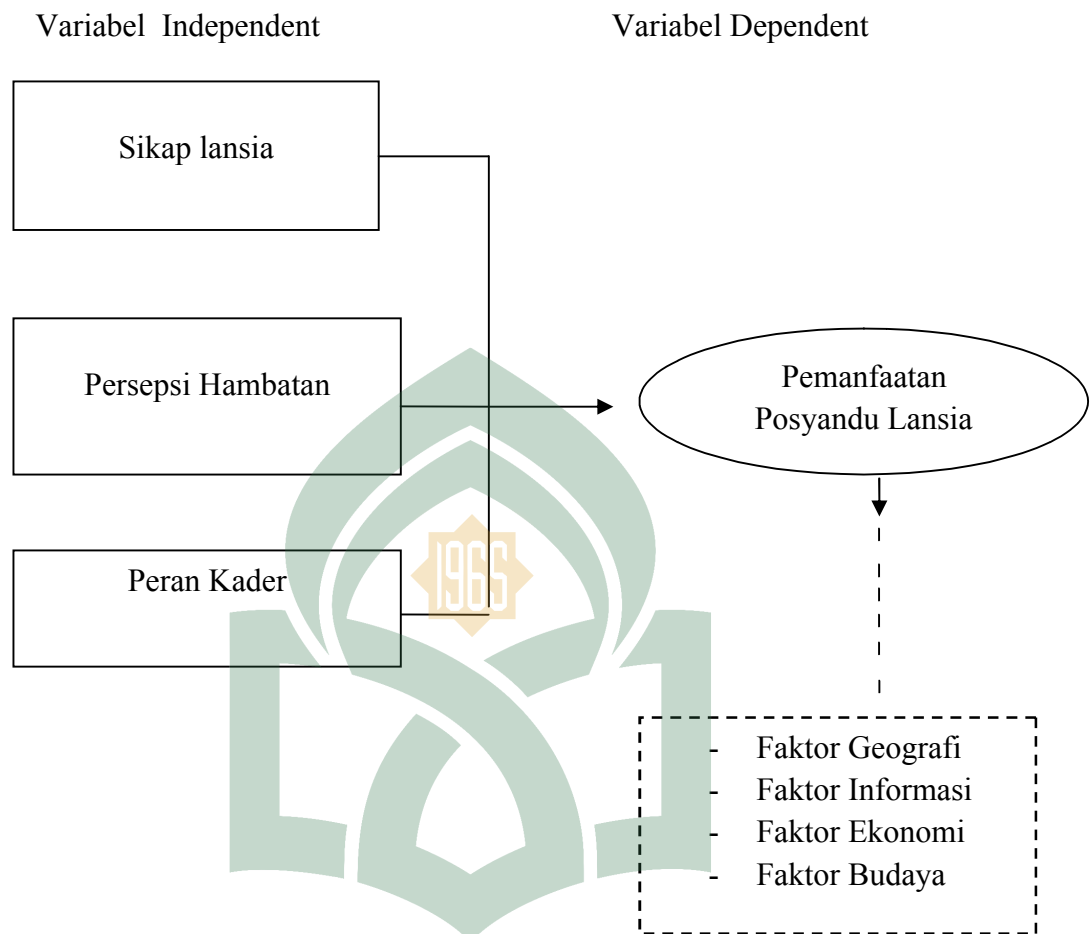 Variabel Independent
Variabel Dependent
Sikap lansia
Persepsi Hambatan
Peran Kader
1965
Pemanfaatan
Posyandu Lansia
- Faktor Geografi
- Faktor Informasi
- Faktor Ekonomi
- Faktor Budaya